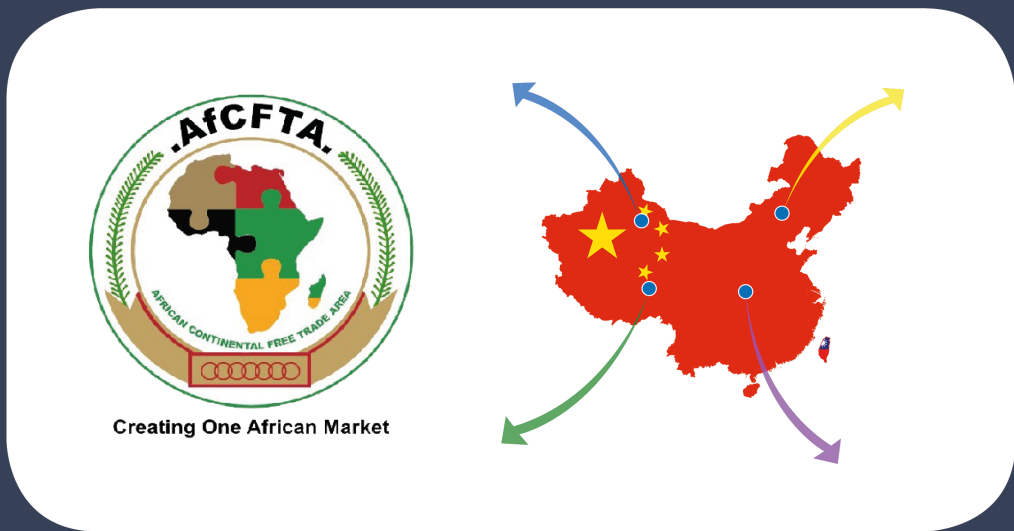 .AfCFTA.
AFRICAN CONTINENTAL FREE TRADE AREA
Creating One African Market